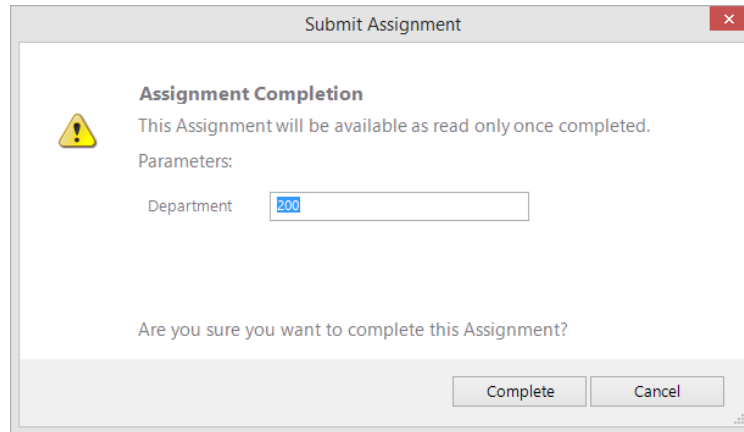 Submit Assignment
Assignment Completion
This Assignment will be available as read only once completed.
Parameters:
Department 200
Are you sure you want to complete this Assignment?
Complete Cancel